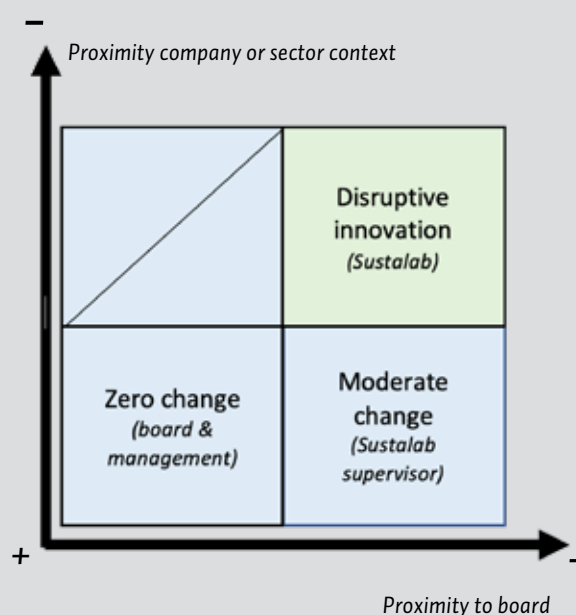 −
Proximity company or sector context
Disruptive
innovation
(Sustalab)
Zero change
(board &
management)
Moderate
change
(Sustalab
supervisor)
+
−
Proximity to board